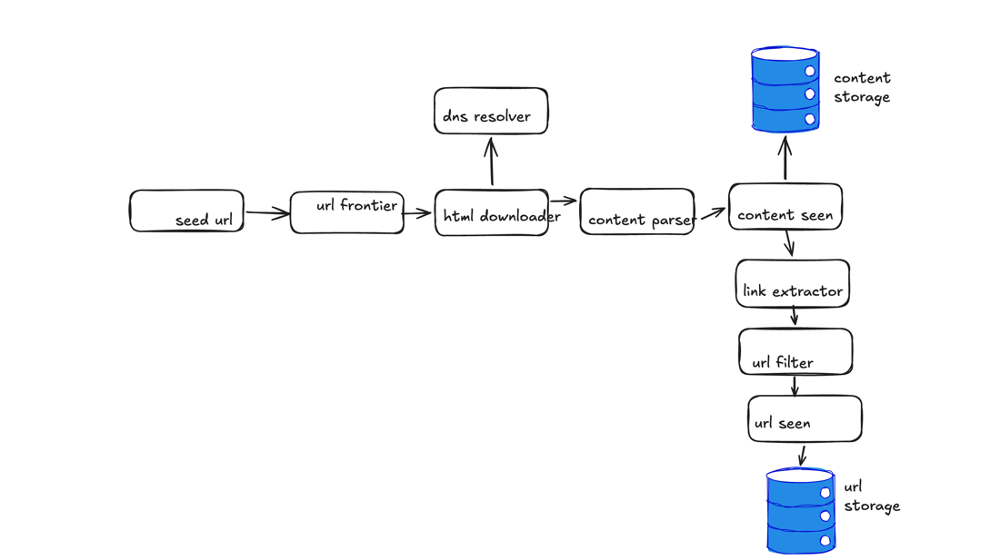 content
storage
dns resolver
seed url
url frontier
html downloader
content parser
content seen
link extractor
url filter
url seen
url
storage